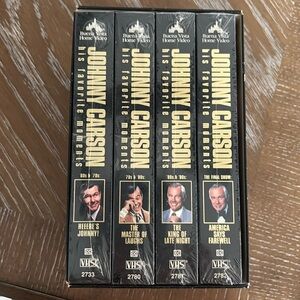 Buena Vista
Home Video
JOHNNY CARSON
his favorite moments
60s & 70s
HEEERE'S
JOHNNY!
VHS
2733
Buena Vista
Home Video
JOHNNY CARSON
his favorite moments
70s & '80s
THE MASTER
OF LAUGHS
VHS
2780
Buena Vista
Home Video
JOHNNY CARSON
his favorite moments
'80s & '90s
THE KING OF
LATE NIGHT
VHS
Buena Vista
Home Video
JOHNNY CARSON
his favorite moments
THE FINAL SHOW!
AMERICA
SAYS
FAREWELL
VHS